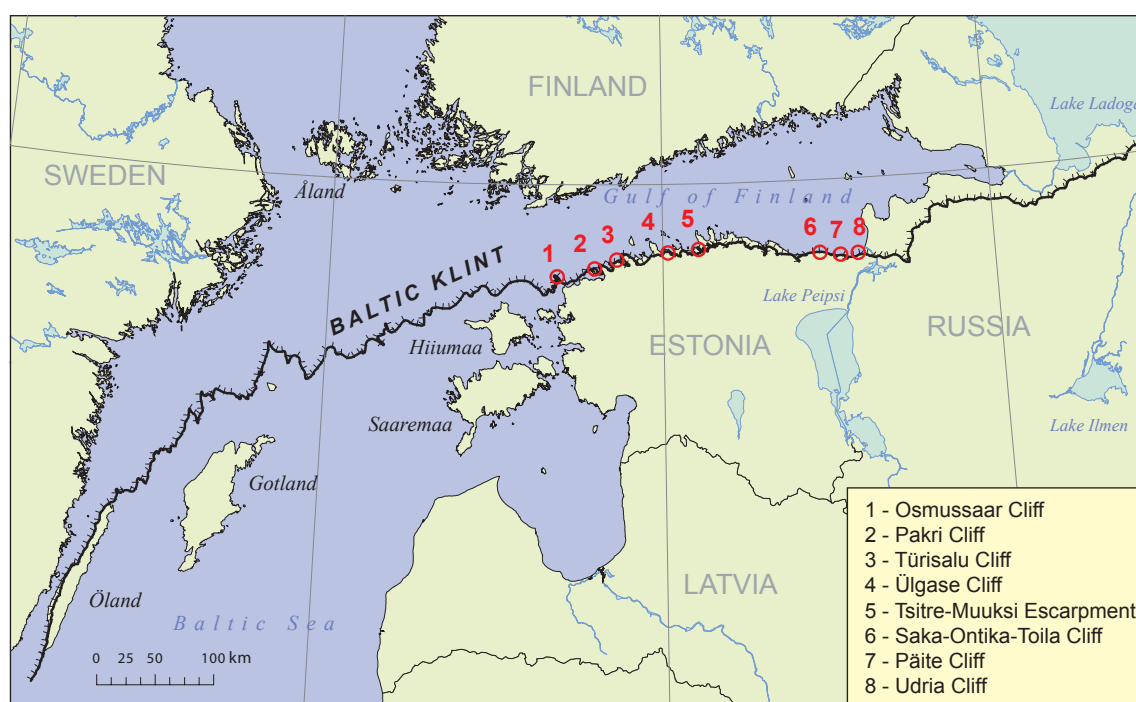 FINLAND
Lake Ladoga
SWEDEN
Åland
Gulf of Finland
1
2
3
4
5
6
7
8
BALTIC KLINT
Lake Peipsi
RUSSIA
Hiiumaa
ESTONIA
Saaremaa
Lake Ilmen
Gotland
Öland
LATVIA
Baltic Sea
0 25 50 100 km
1 - Osmussaar Cliff
2 - Pakri Cliff
3 - Türisalu Cliff
4 - Ülgase Cliff
5 - Tsitre-Muuksi Escarpment
6 - Saka-Ontika-Toila Cliff
7 - Päite Cliff
8 - Udria Cliff